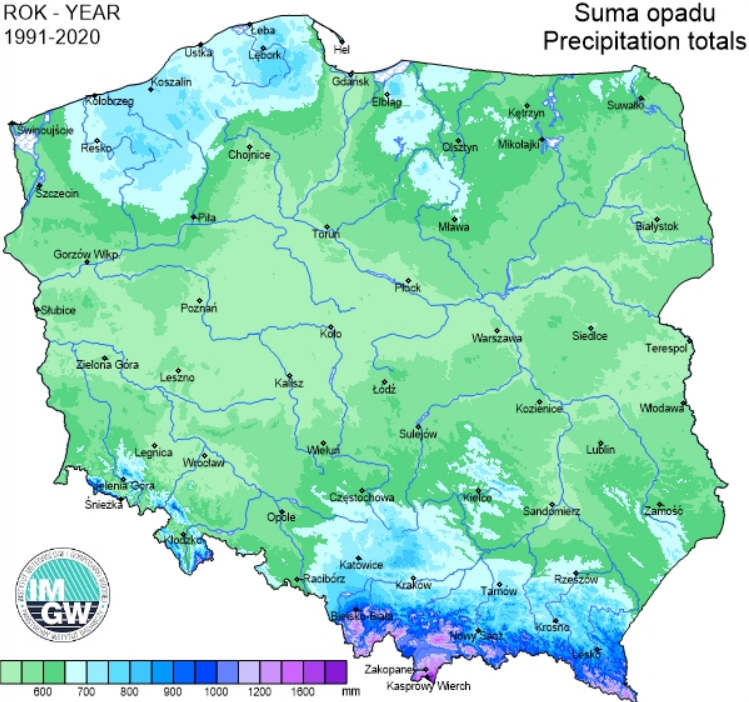 ROK - YEAR
1991-2020
Suma opadu
Precipitation totals
Łeba
Ustka
Lębork
Hel
Koszalin
Gdańsk
Kołobrzeg
Elbląg
Kętrzyn
Suwałki
Świnoujście
Resko
Chojnice
Olsztyn
Mikołajki
Szczecin
Piła
Toruń
Mława
Białystok
Gorzów Wlkp.
Płock
Słubice
Poznań
Koło
Warszawa
Siedlce
Terespol
Zielona Góra
Leszno
Kalisz
Łódź
Kozienice
Włodawa
Sulejów
Legnica
Wrocław
Wieluń
Lublin
Jelenia Góra
Śnieżka
Częstochowa
Kielce
Opole
Sandomierz
Zamość
Kłodzko
Katowice
Racibórz
Kraków
Tarnów
Rzeszów
Bielsko-Biała
Nowy Sącz
Krosno
Lesko
Zakopane
Kasprowy Wierch
IM
GW
600 700 800 900 1000 1200 1600 mm